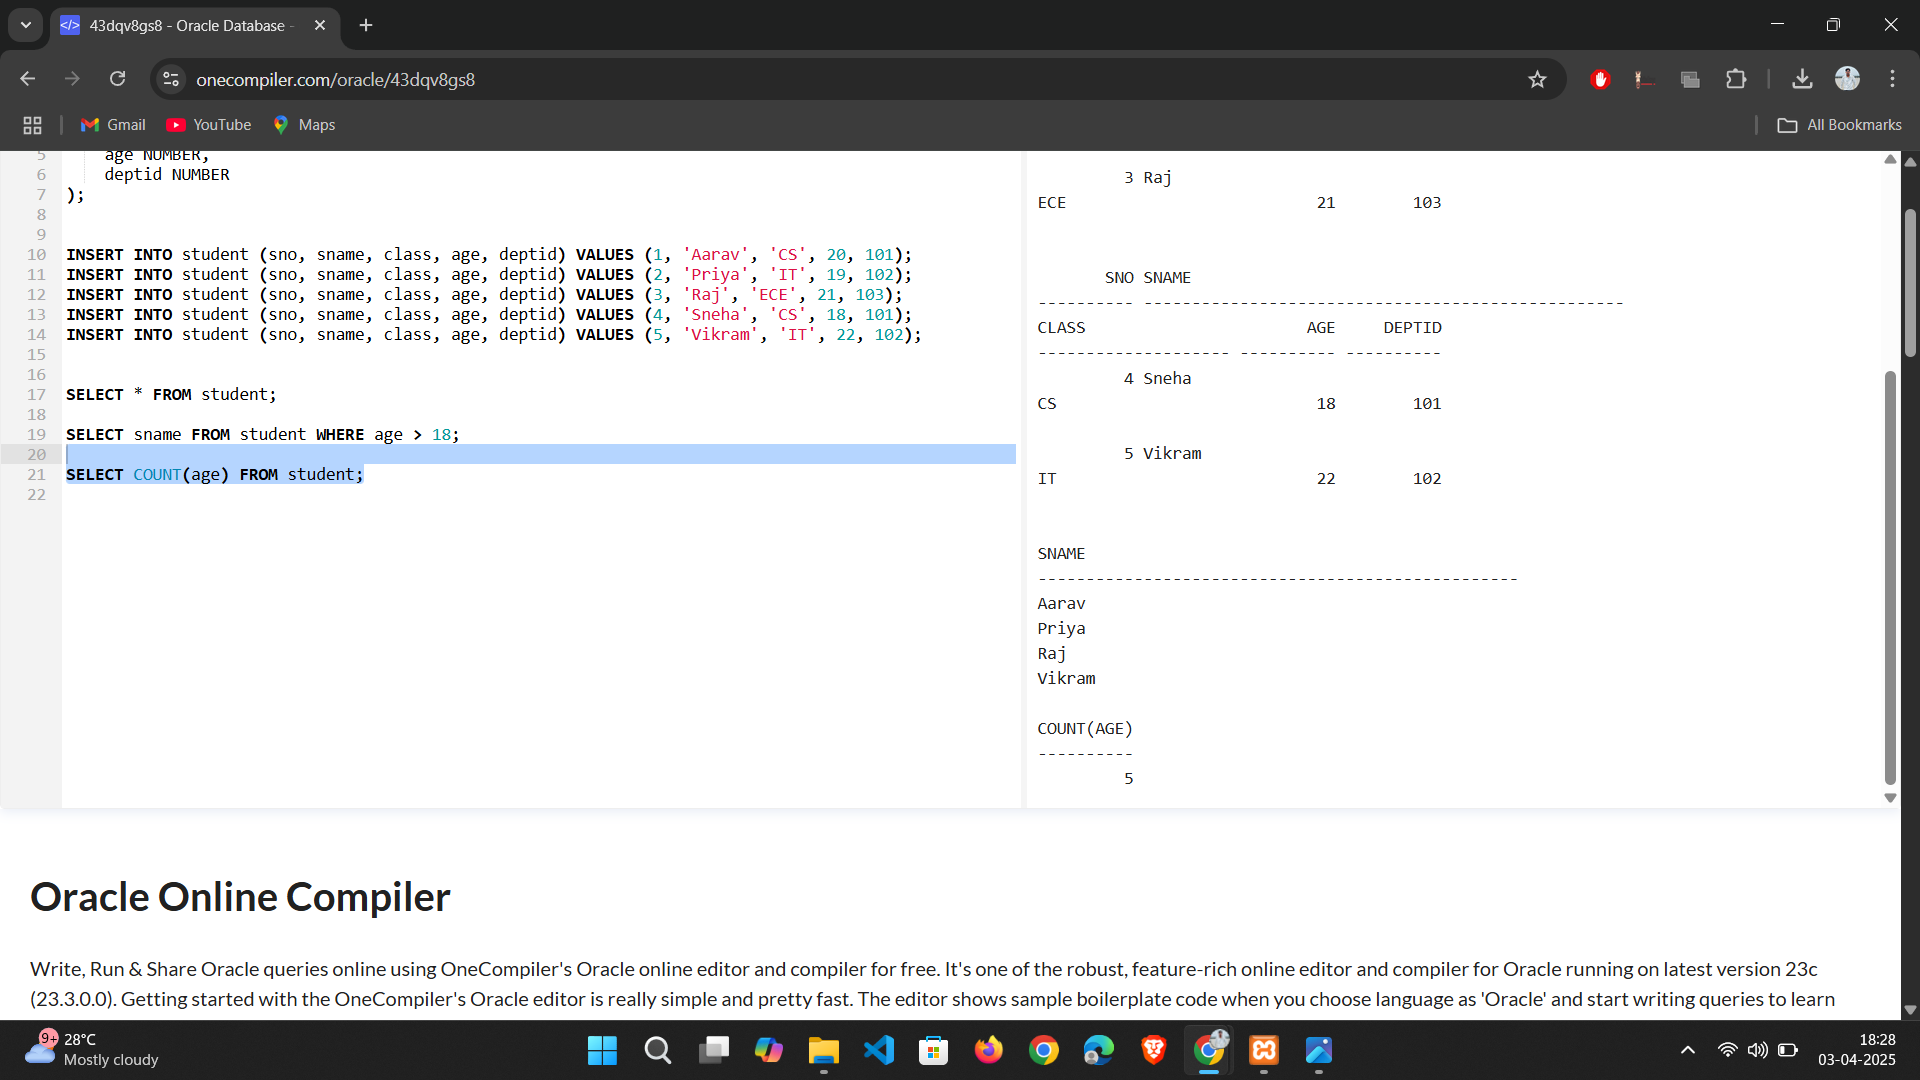 43dqv8gs8 - Oracle Database -
onecompiler.com/oracle/43dqv8gs8
Gmail
YouTube
Maps
All Bookmarks
5 age NUMBER,
6 deptid NUMBER
7 );
8
9
10 INSERT INTO student (sno, sname, class, age, deptid) VALUES (1, 'Aarav', 'CS', 20, 101);
11 INSERT INTO student (sno, sname, class, age, deptid) VALUES (2, 'Priya', 'IT', 19, 102);
12 INSERT INTO student (sno, sname, class, age, deptid) VALUES (3, 'Raj', 'ECE', 21, 103);
13 INSERT INTO student (sno, sname, class, age, deptid) VALUES (4, 'Sneha', 'CS', 18, 101);
14 INSERT INTO student (sno, sname, class, age, deptid) VALUES (5, 'Vikram', 'IT', 22, 102);
15
16
17 SELECT * FROM student;
18
19 SELECT sname FROM student WHERE age > 18;
20
21 SELECT COUNT(age) FROM student;
22
3 Raj
ECE 21 103
SNO SNAME
---------- --------------------------------------------------
CLASS AGE DEPTID
-------------------- ---------- ----------
4 Sneha
CS 18 101
5 Vikram
IT 22 102
SNAME
--------------------------------------------------
Aarav
Priya
Raj
Vikram
COUNT(AGE)
----------
5
Oracle Online Compiler
Write, Run & Share Oracle queries online using OneCompiler's Oracle online editor and compiler for free. It's one of the robust, feature-rich online editor and compiler for Oracle running on latest version 23c
(23.3.0.0). Getting started with the OneCompiler's Oracle editor is really simple and pretty fast. The editor shows sample boilerplate code when you choose language as 'Oracle' and start writing queries to learn
9+
28°C
Mostly cloudy
18:28
03-04-2025